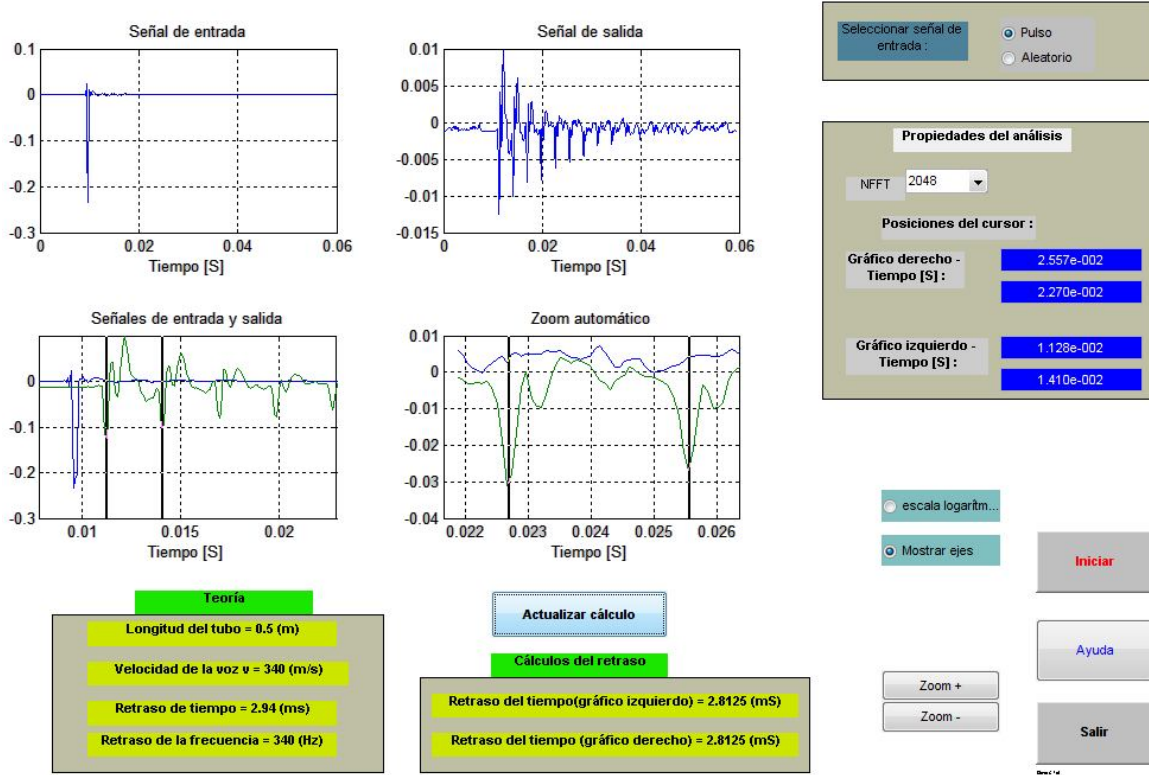 Señal de entrada
0.1
0
-0.1
-0.2
-0.3
0
0.02
0.04
0.06
Tiempo [S]
Señal de salida
0.01
0.005
0
-0.005
-0.01
-0.015
0
0.02
0.04
0.06
Tiempo [S]
Seleccionar señal de
entrada :
Pulso
Aleatorio
Propiedades del análisis
NFFT
2048
Posiciones del cursor :
Gráfico derecho -
Tiempo [S] :
2.557e-002
2.270e-002
Gráfico izquierdo -
Tiempo [S] :
1.128e-002
1.410e-002
Señales de entrada y salida
0
-0.1
-0.2
-0.3
0.01
0.015
0.02
Tiempo [S]
Zoom automático
0.01
0
-0.01
-0.02
-0.03
-0.04
0.022
0.023
0.024
0.025
0.026
Tiempo [S]
escala logarítm...
Mostrar ejes
Iniciar
Ayuda
Salir
Zoom +
Zoom -
Teoría
Longitud del tubo = 0.5 (m)
Velocidad de la voz v = 340 (m/s)
Retraso de tiempo = 2.94 (ms)
Retraso de la frecuencia = 340 (Hz)
Actualizar cálculo
Cálculos del retraso
Retraso del tiempo(gráfico izquierdo) = 2.8125 (mS)
Retraso del tiempo (gráfico derecho) = 2.8125 (mS)